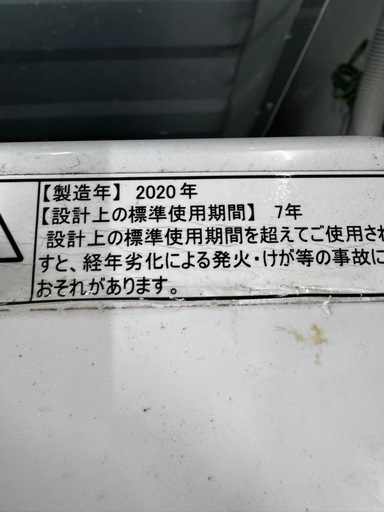 【製造年】 2020年
【設計上の標準使用期間】 7年
設計上の標準使用期間を超えてご使用され
すと、経年劣化による発火・けが等の事故に
おそれがあります。